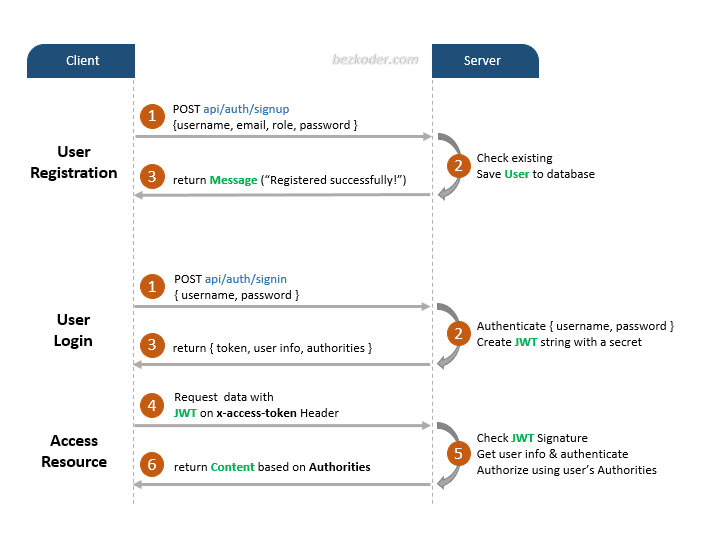 Client
bezkoder.com
Server
User
Registration
1
POST api/auth/signup
{username, email, role, password }
2
Check existing
Save User to database
3
return Message (“Registered successfully!”)
User
Login
1
POST api/auth/signin
{ username, password }
2
Authenticate { username, password }
Create JWT string with a secret
3
return { token, user info, authorities }
Access
Resource
4
Request data with
JWT on x-access-token Header
5
Check JWT Signature
Get user info & authenticate
Authorize using user’s Authorities
6
return Content based on Authorities